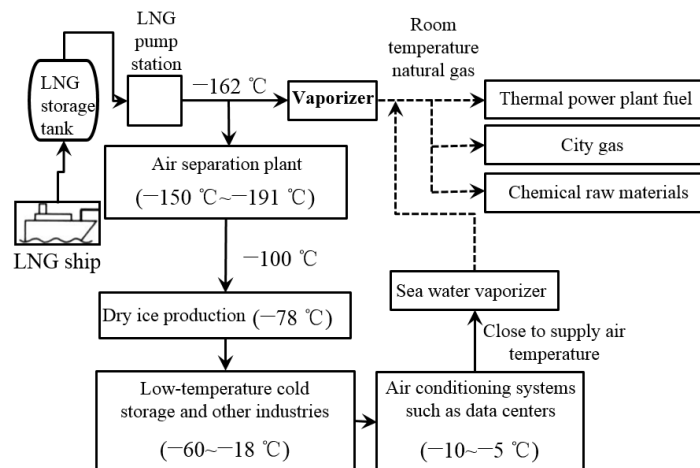 LNG
storage
tank
LNG
pump
station
Room
temperature
natural gas
−162 ℃
Vaporizer
Thermal power plant fuel
City gas
Chemical raw materials
Air separation plant
(−150 ℃~−191 ℃)
LNG ship
−100 ℃
Sea water vaporizer
Dry ice production (−78 ℃)
Close to supply air
temperature
Low-temperature cold
storage and other industries
(−60~−18 ℃)
Air conditioning systems
such as data centers
(−10~−5 ℃)